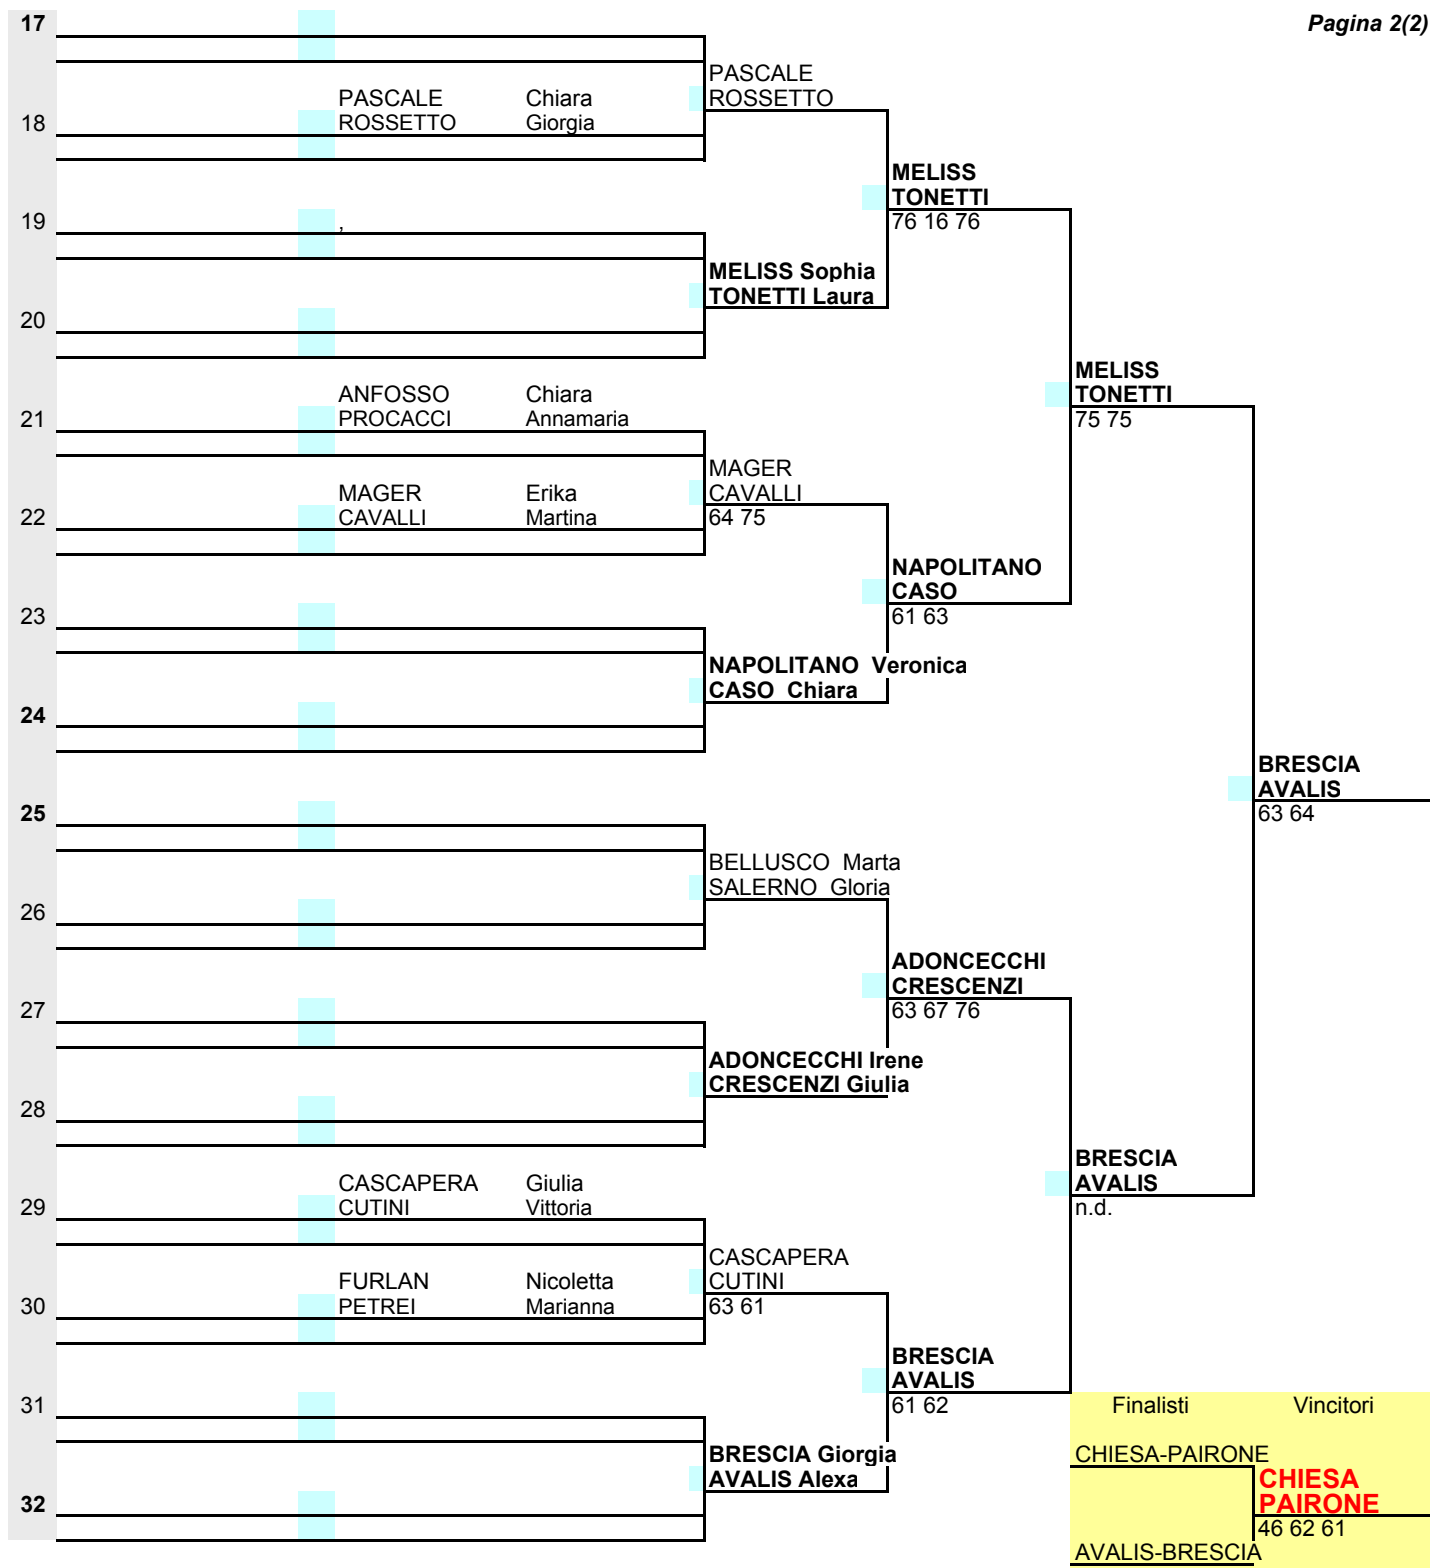 17
Pagina 2(2)
PASCALE
PASCALE Chiara ROSSETTO
18 ROSSETTO Giorgia
MELISS
TONETTI
19 , 76 16 76
MELISS Sophia
TONETTI Laura
20
MELISS
ANFOSSO Chiara TONETTI
21 PROCACCI Annamaria 75 75
MAGER
MAGER Erika CAVALLI
22 CAVALLI Martina 64 75
NAPOLITANO
CASO
23 61 63
NAPOLITANO Veronica
CASO Chiara
24
BRESCIA
AVALIS
25 63 64
BELLUSCO Marta
SALERNO Gloria
26
ADONCECCHI
CRESCENZI
27 63 67 76
ADONCECCHI Irene
CRESCENZI Giulia
28
BRESCIA
CASCAPERA Giulia AVALIS
29 CUTINI Vittoria n.d.
CASCAPERA
FURLAN Nicoletta CUTINI
30 PETREI Marianna 63 61
BRESCIA
AVALIS
31 61 62 Finalisti Vincitori
BRESCIA Giorgia CHIESA-PAIRONE
AVALIS Alexa CHIESA
32 PAIRONE
46 62 61
AVALIS-BRESCIA